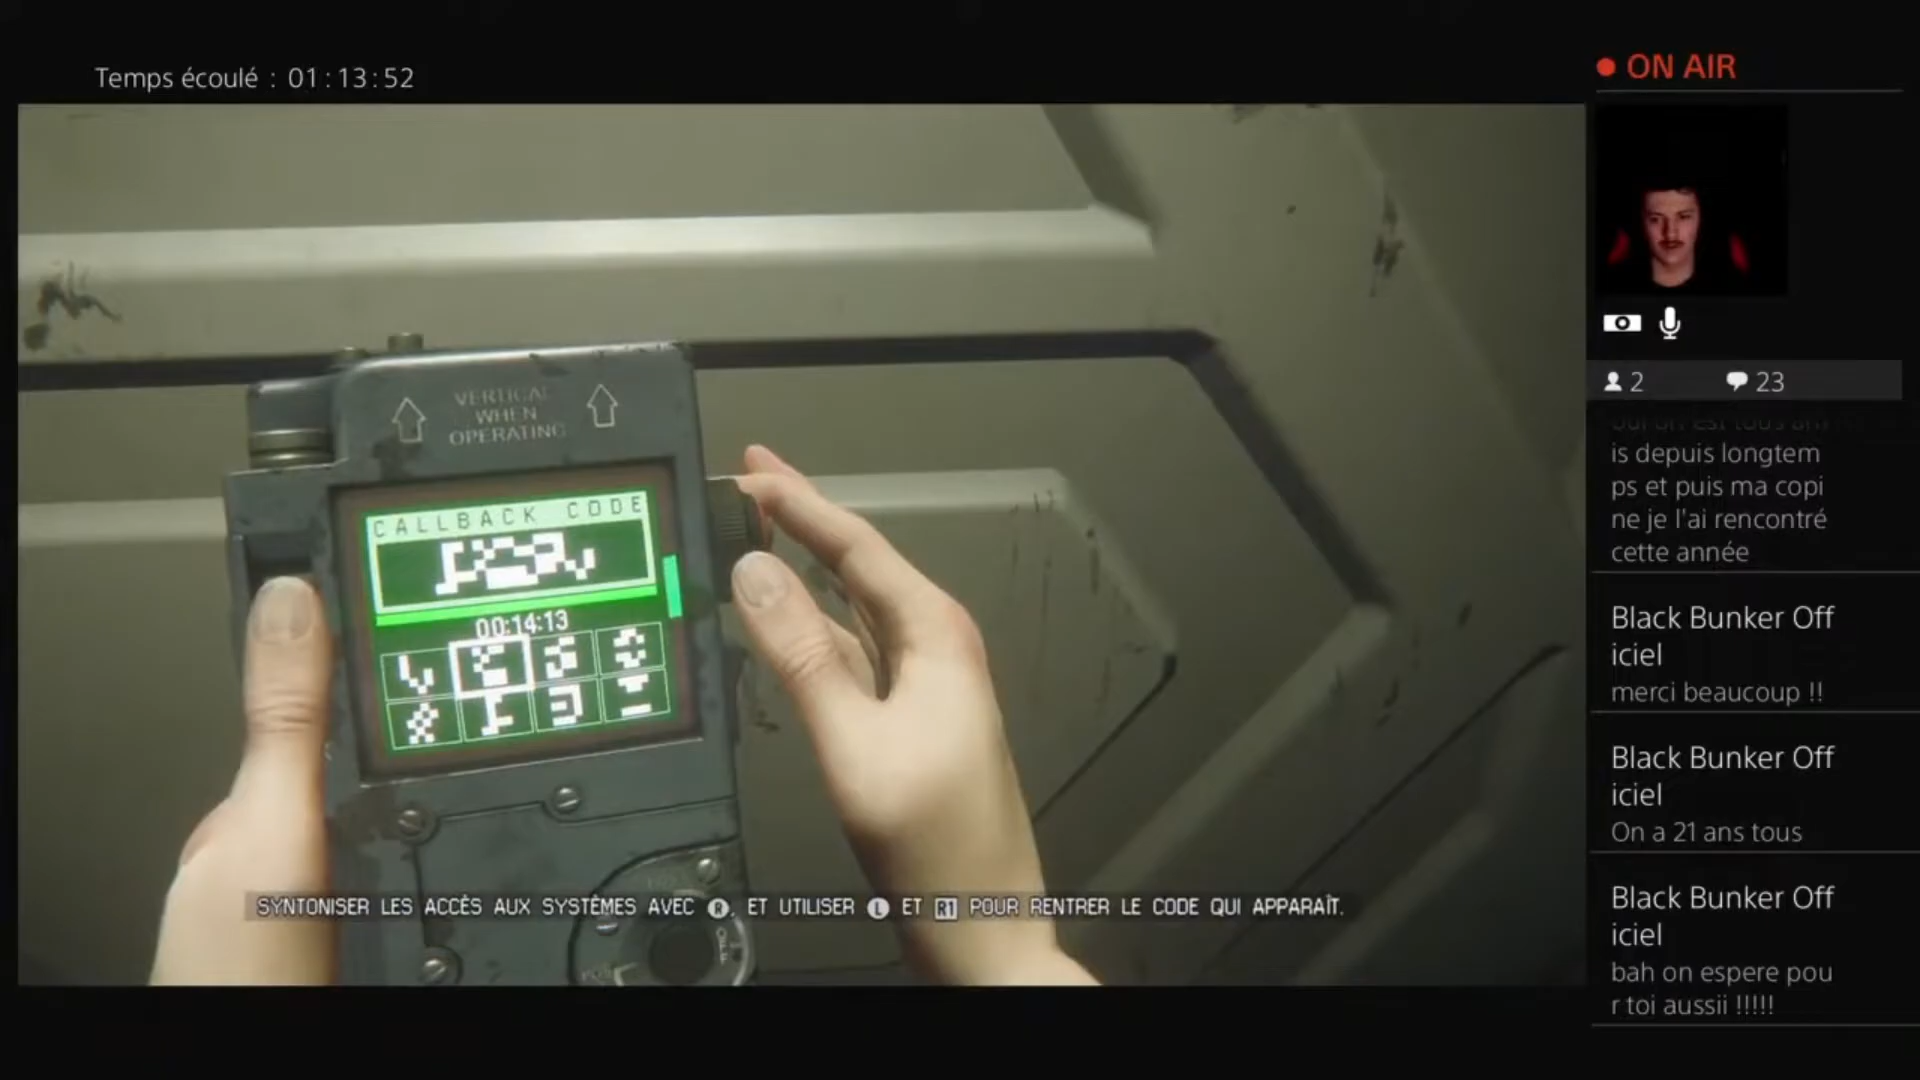 Temps écoulé : 01:13:52
ON AIR
2
23
is depuis longtem
ps et puis ma copi
ne je l'ai rencontré
cette année
Black Bunker Off
iciel
merci beaucoup !!
Black Bunker Off
iciel
On a 21 ans tous
Black Bunker Off
iciel
bah on espere pou
r toi aussii !!!!!
VERTICAL
WHEN
OPERATING
CALLBACK CODE
00:14:13
SYNTONISER LES ACCÈS AUX SYSTÈMES AVEC R, ET UTILISER L ET R1 POUR RENTRER LE CODE QUI APPARAÎT.